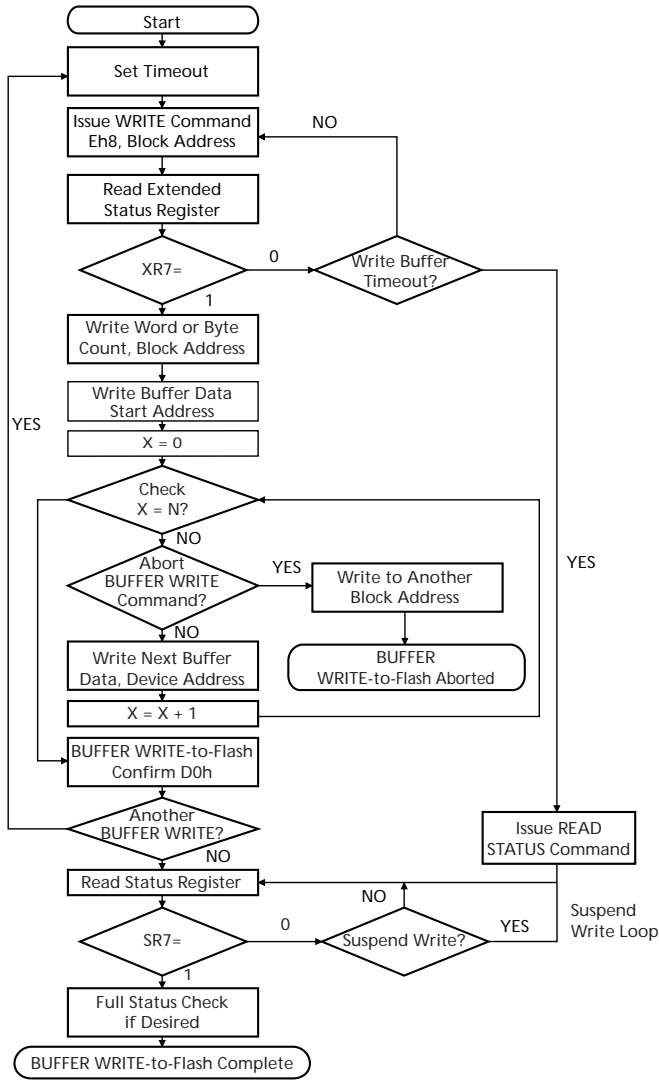 Start
Set Timeout
Issue WRITE Command
Eh8, Block Address
NO
Read Extended
Status Register
XR7=
0
Write Buffer
Timeout?
1
Write Word or Byte
Count, Block Address
Write Buffer Data
Start Address
YES
X = 0
Check
X = N?
NO
Abort
BUFFER WRITE
Command?
YES
Write to Another
Block Address
YES
NO
Write Next Buffer
Data, Device Address
BUFFER
WRITE-to-Flash Aborted
X = X + 1
BUFFER WRITE-to-Flash
Confirm D0h
Another
BUFFER WRITE?
Issue READ
STATUS Command
NO
Read Status Register
NO
SR7=
0
Suspend Write?
YES
Suspend
Write Loop
1
Full Status Check
if Desired
BUFFER WRITE-to-Flash Complete